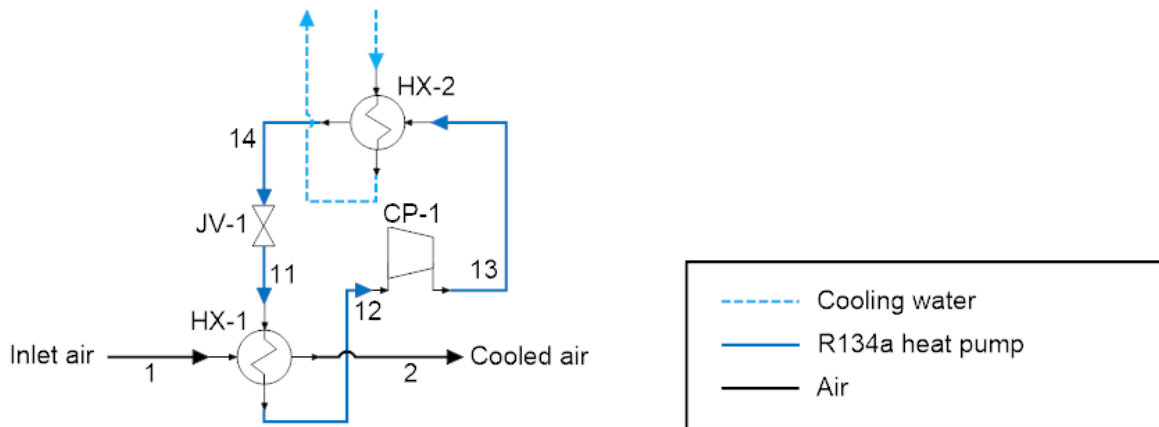 HX-2
14
JV-1
CP-1
11
13
12
HX-1
Inlet air
1
2
Cooled air
Cooling water
R134a heat pump
Air